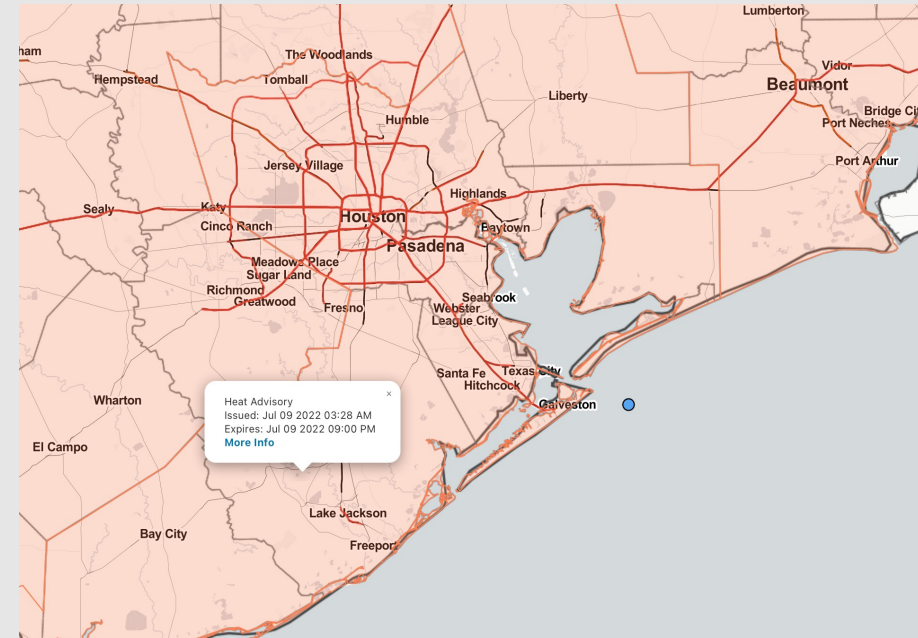 Lumberton
The Woodlands
Vidor
Hempstead
Tomball
Beaumont
Liberty
Humble
Port Neches
Port Arthur
Jersey Village
Highlands
Sealy
Katy
Houston
Cinco Ranch
Baytown
Pasadena
Meadows Place
Sugar Land
Richmond
Greatwood
Seabrook
Fresno
Webster
League City
Santa Fe
Texas City
Hitchcock
Wharton
Galveston
×
Heat Advisory
Issued: Jul 09 2022 03:28 AM
Expires: Jul 09 2022 09:00 PM
More Info
El Campo
Lake Jackson
Bay City
Freeport